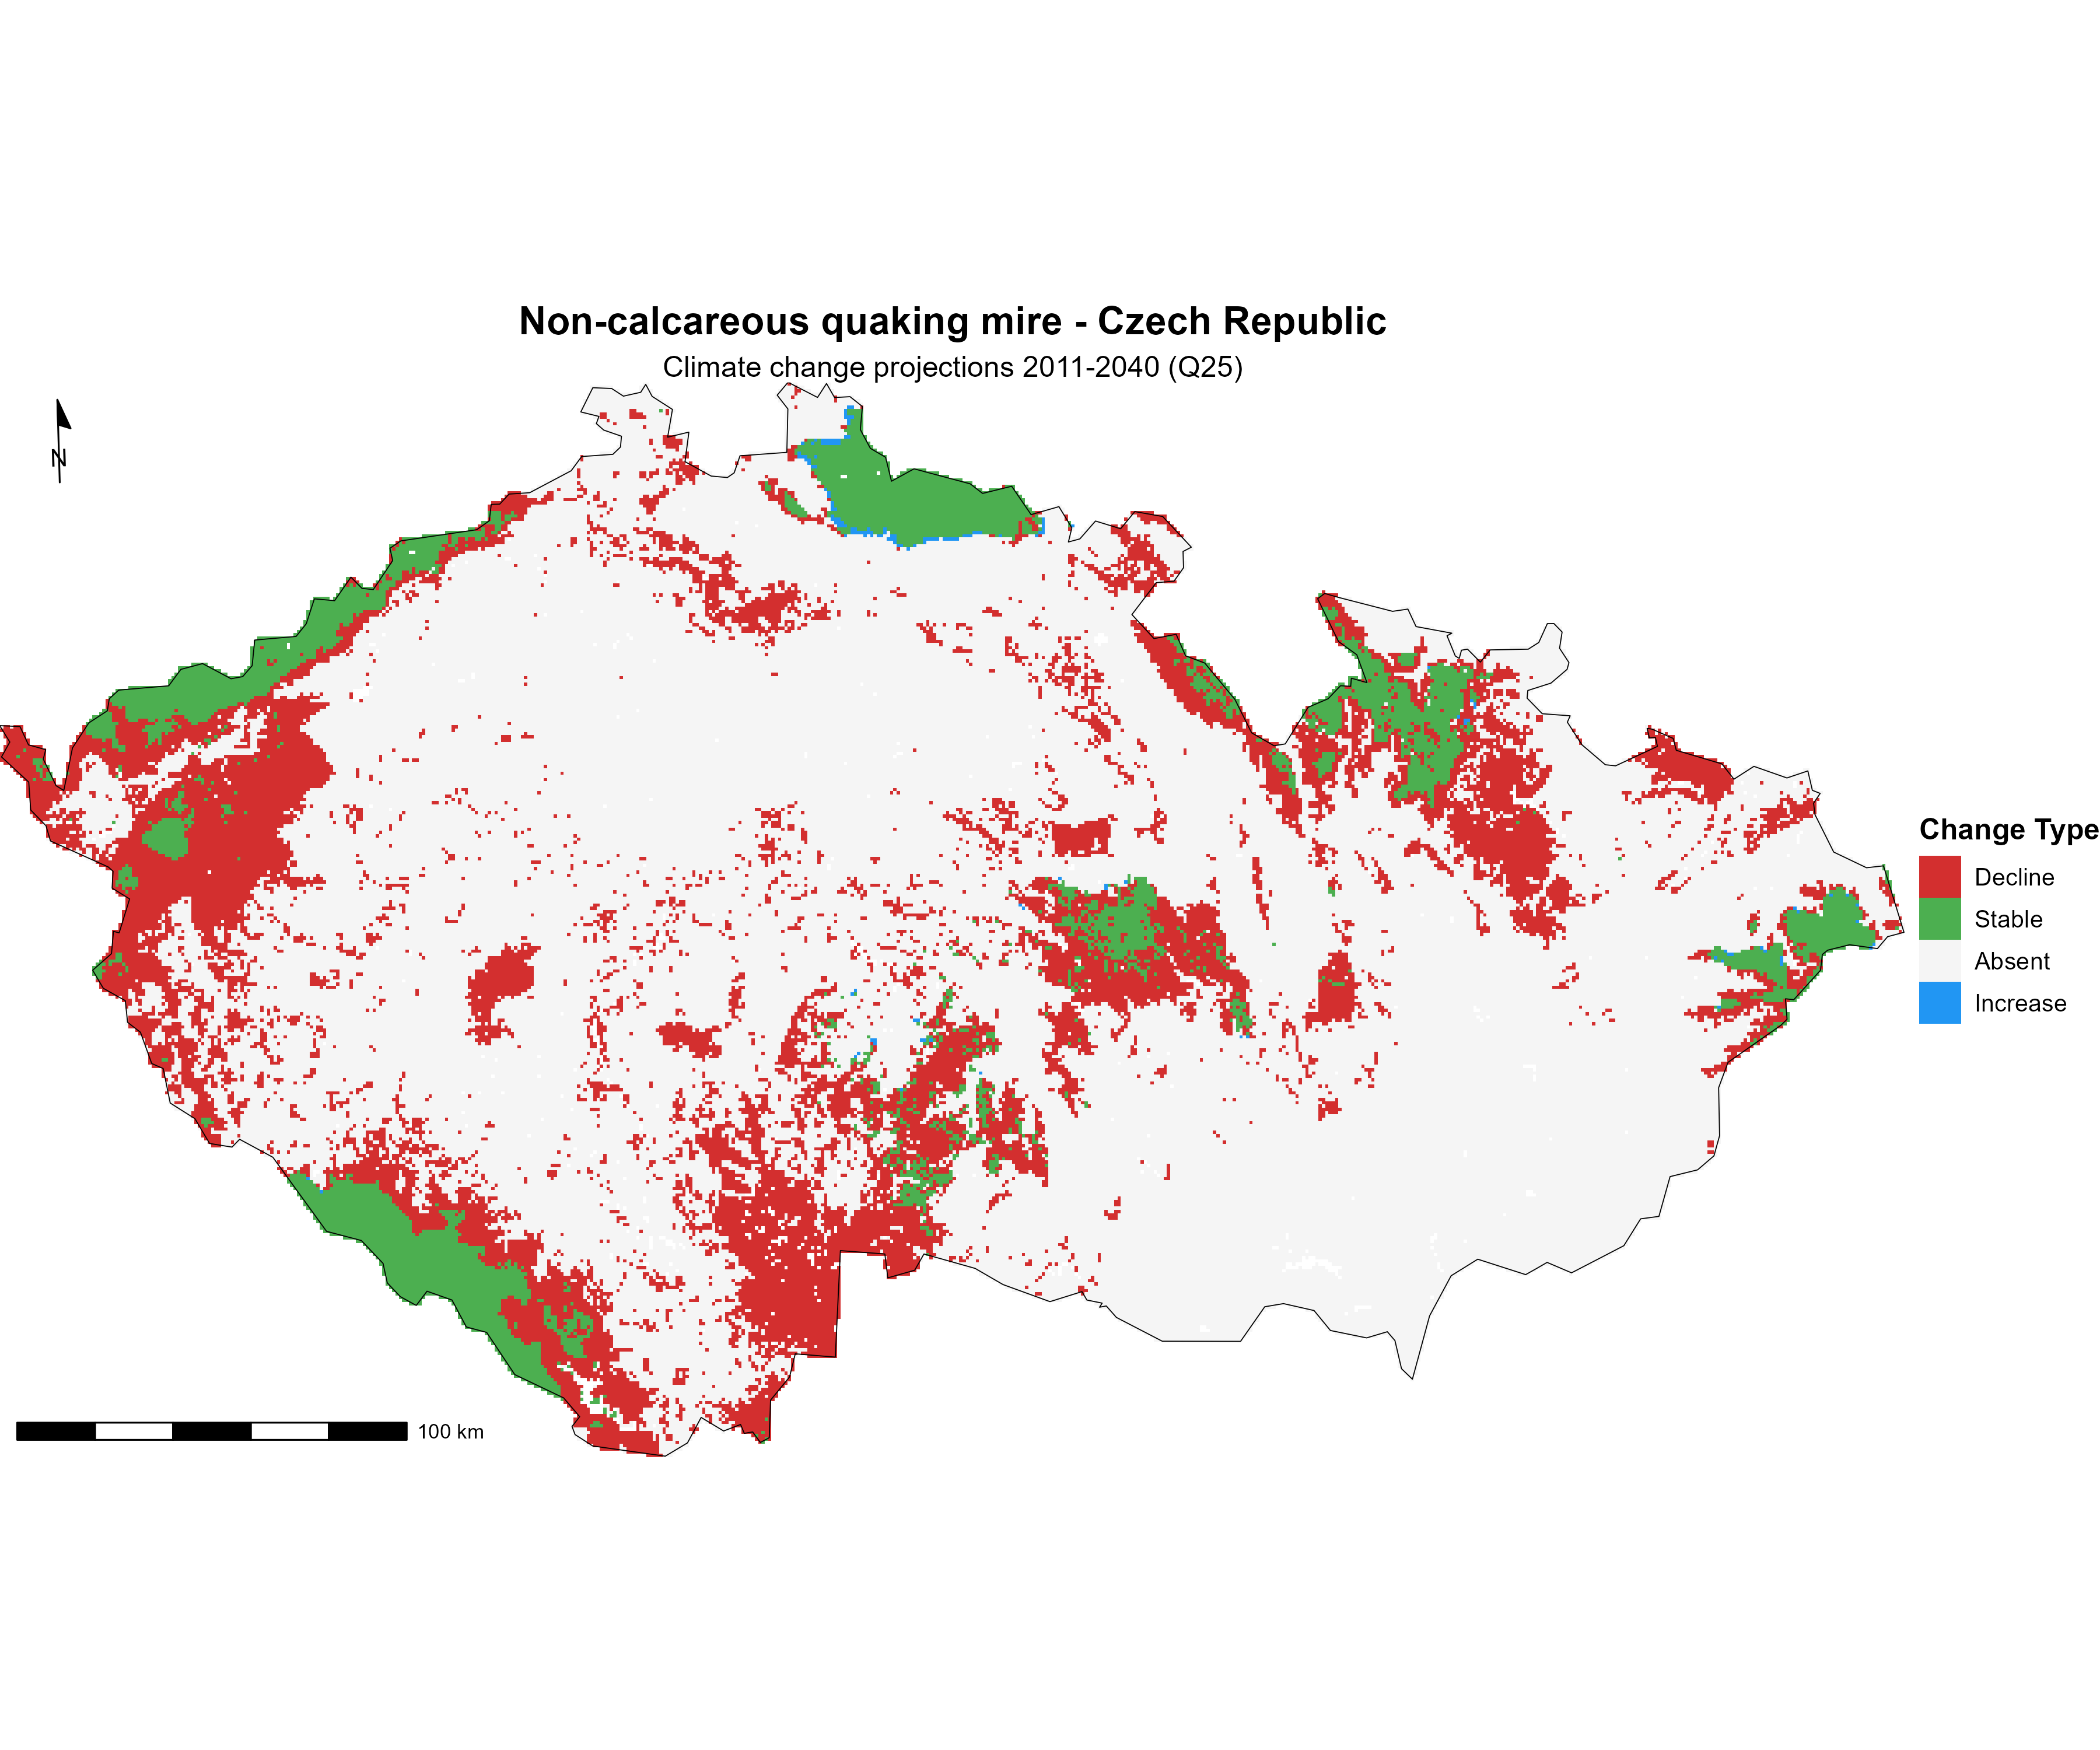 Non-calcareous quaking mire - Czech Republic
Climate change projections 2011-2040 (Q25)
N
Change Type
Decline
Stable
Absent
Increase
100 km